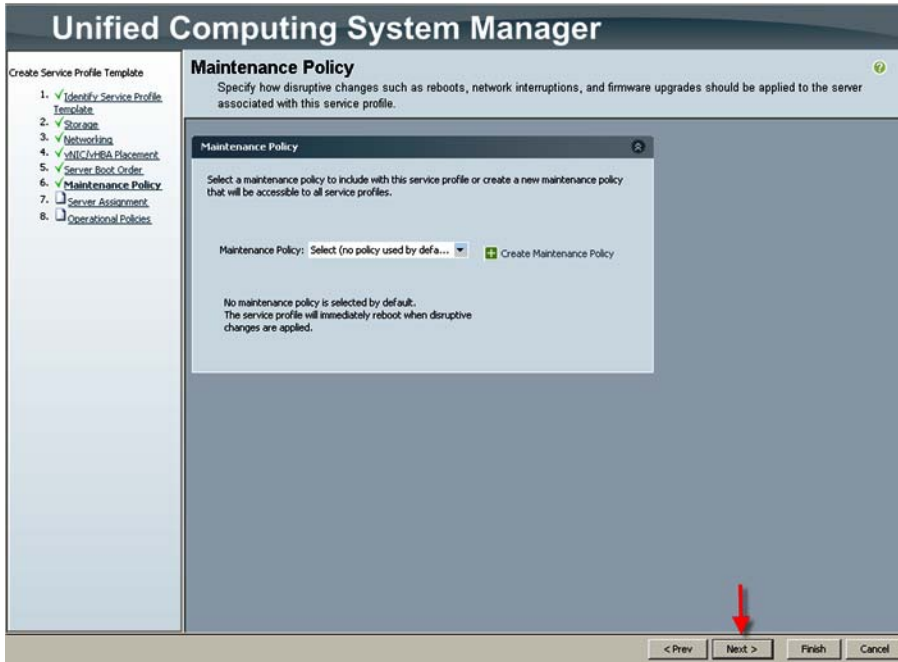 Unified Computing System Manager
Create Service Profile Template
1. Identify Service Profile
Template
2. Storage
3. Networking
4. vNIC/vHBA Placement
5. Server Boot Order
6. Maintenance Policy
7. Server Assignment
8. Operational Policies
Maintenance Policy
Specify how disruptive changes such as reboots, network interruptions, and firmware upgrades should be applied to the server
associated with this service profile.
Maintenance Policy
Select a maintenance policy to include with this service profile or create a new maintenance policy
that will be accessible to all service profiles.
Maintenance Policy: Select (no policy used by defa... Create Maintenance Policy
No maintenance policy is selected by default.
The service profile will immediately reboot when disruptive
changes are applied.
< Prev Next > Finish Cancel